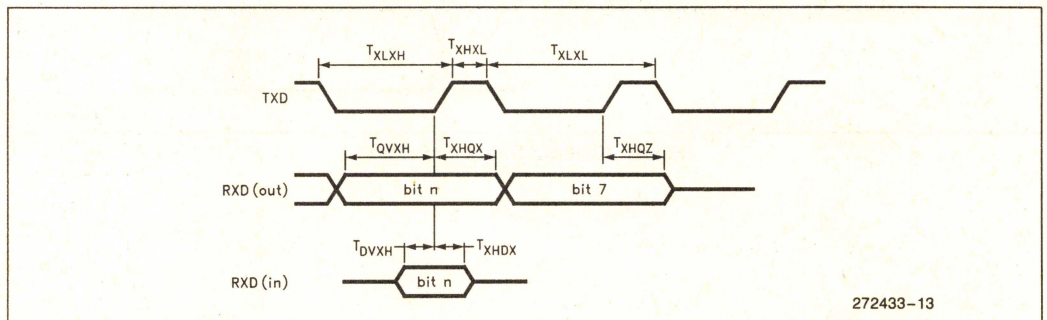 TXLXH TXHXL TXLXL
TXD
TQVXH TXHQX TXHQZ
RXD (out) bit n bit 7
TDVXH TXHDX
RXD (in) bit n
272433-13